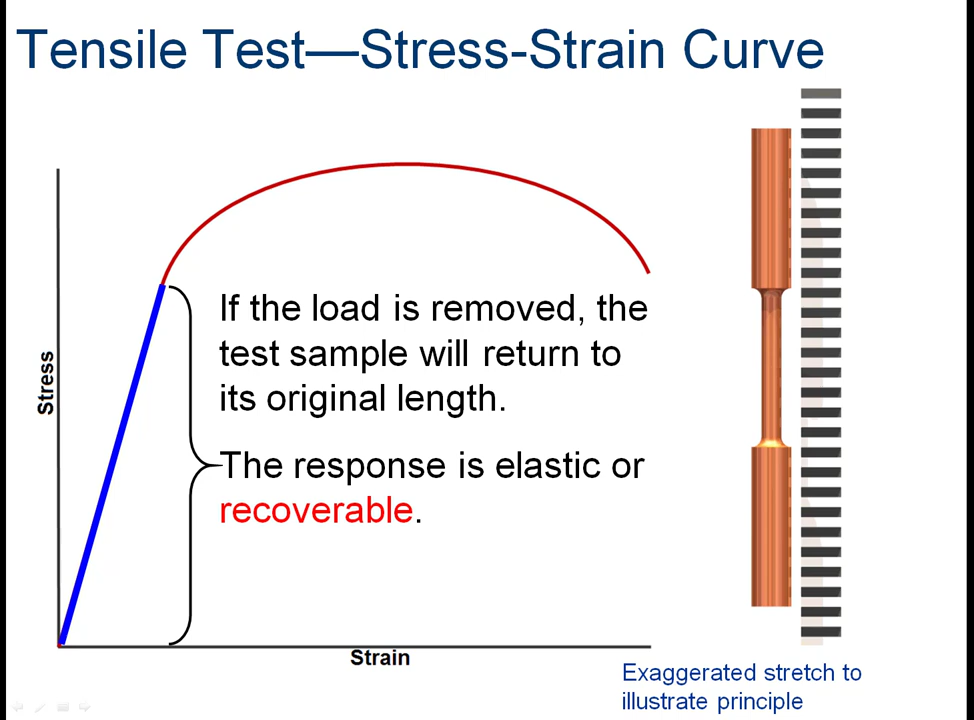 Tensile Test—Stress-Strain Curve
If the load is removed, the
test sample will return to
its original length.
The response is elastic or
recoverable.
Stress
Strain
Exaggerated stretch to
illustrate principle